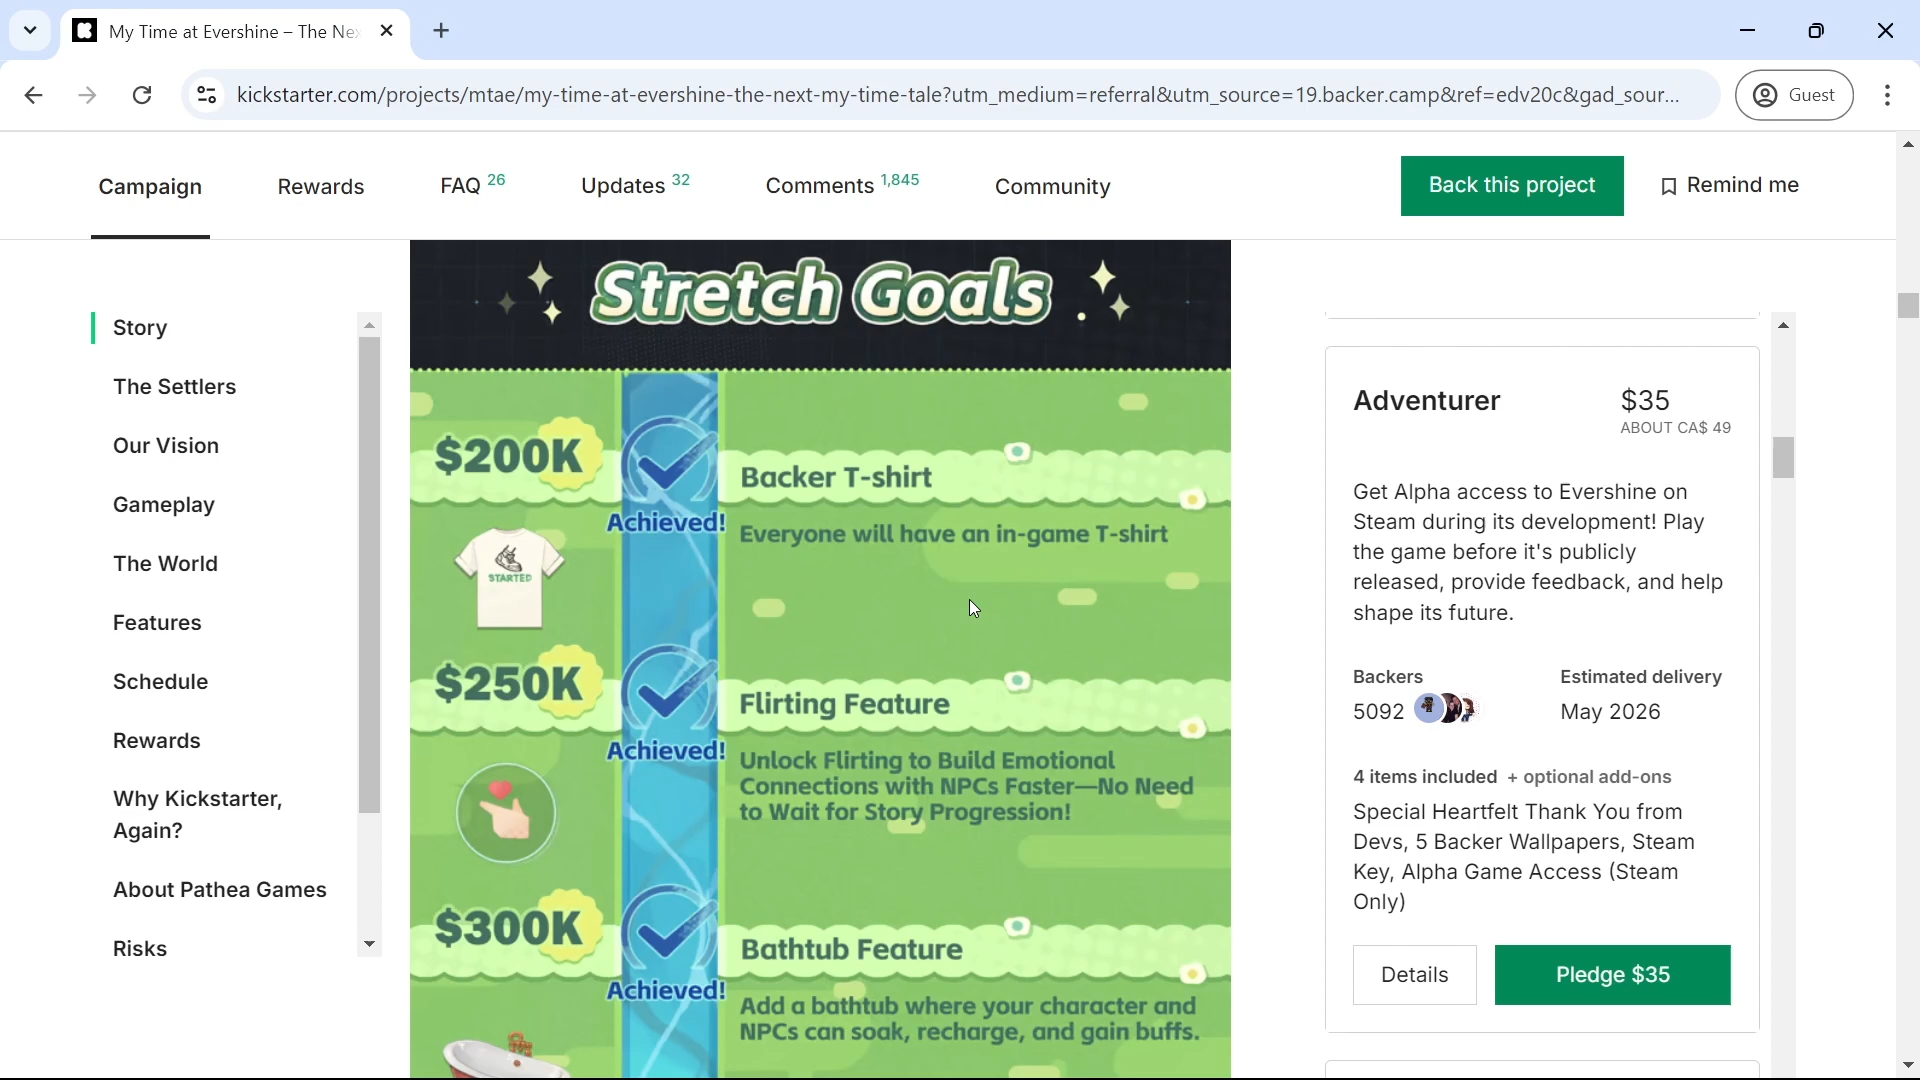 My Time at Evershine – The Nex
kickstarter.com/projects/mtae/my-time-at-evershine-the-next-my-time-tale?utm_medium=referral&utm_source=19.backer.camp&ref=edv20c&gad_sour...
Guest
Campaign
Rewards
FAQ 26
Updates 32
Comments 1,845
Community
Back this project
Remind me
Story
The Settlers
Our Vision
Gameplay
The World
Features
Schedule
Rewards
Why Kickstarter,
Again?
About Pathea Games
Risks
Stretch Goals
$200K
Achieved!
Backer T-shirt
Everyone will have an in-game T-shirt
STARTED
$250K
Achieved!
Flirting Feature
Unlock Flirting to Build Emotional
Connections with NPCs Faster—No Need
to Wait for Story Progression!
$300K
Achieved!
Bathtub Feature
Add a bathtub where your character and
NPCs can soak, recharge, and gain buffs.
Adventurer
$35
ABOUT CA$ 49
Get Alpha access to Evershine on
Steam during its development! Play
the game before it's publicly
released, provide feedback, and help
shape its future.
Backers
5092
Estimated delivery
May 2026
4 items included + optional add-ons
Special Heartfelt Thank You from
Devs, 5 Backer Wallpapers, Steam
Key, Alpha Game Access (Steam
Only)
Details
Pledge $35